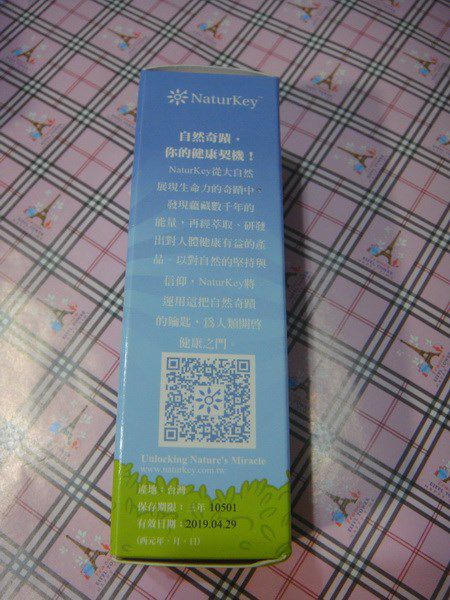 NaturKey™
自然奇蹟，
你的健康契機！
NaturKey從大自然
展現生命力的奇蹟中、
發現蘊藏數千年的
能量，再經萃取、研發
出對人體健康有益的產
品。以對自然的堅持與
信仰，NaturKey將
運用這把自然奇蹟
的鑰匙，為人類開啓
健康之門。
Unlocking Nature's Miracle
www.naturkey.com.tw
產地：台灣
保存期限：三年 10501
有效日期：2019.04.29
(西元年．月．日)